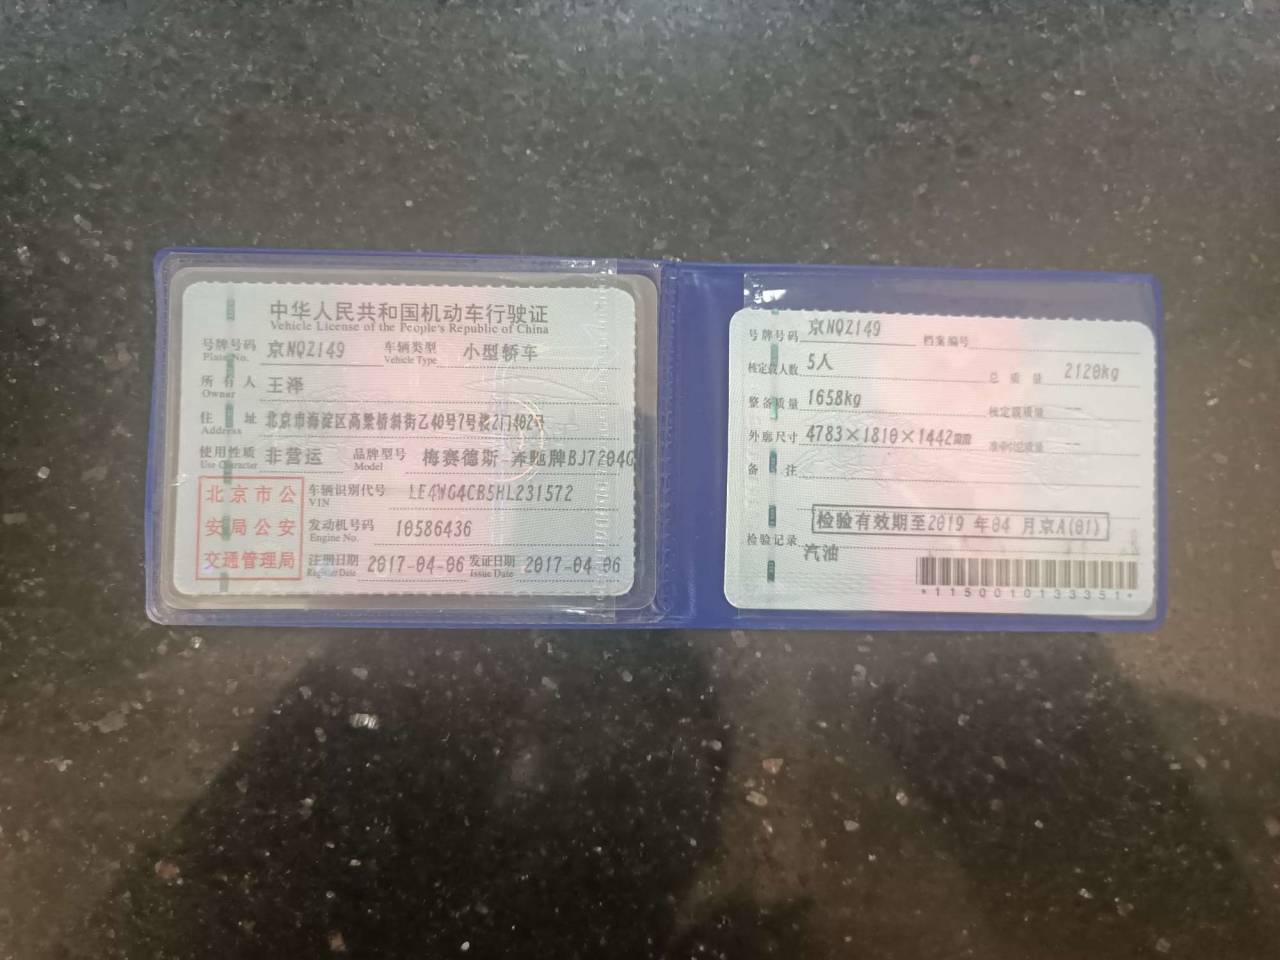 中华人民共和国机动车行驶证
Vehicle License of the People's Republic of China
号牌号码 京NQZ149 车辆类型 小型轿车
Plate No. Vehicle Type
所有人 王泽
Owner
住址 北京市海淀区高粱桥斜街乙40号7号楼2门402号
Address
使用性质 非营运 品牌型号 梅赛德斯-奔驰牌BJ7204G
Use Character Model
北京市公
安局公安
交通管理局
车辆识别代号 LE4WG4CB5HL231572
VIN
发动机号码 10586436
Engine No.
注册日期 2017-04-06 发证日期 2017-04-06
Register Date Issue Date
号牌号码 京NQZ149 档案编号
核定载人数 5人 总质量 2120kg
整备质量 1658kg 核定载质量 --
外廓尺寸 4783×1810×1442mm 准牵引总质量 --
备注
检验有效期至2019 年04 月京A(01)
检验记录
汽油
*1150010133351*